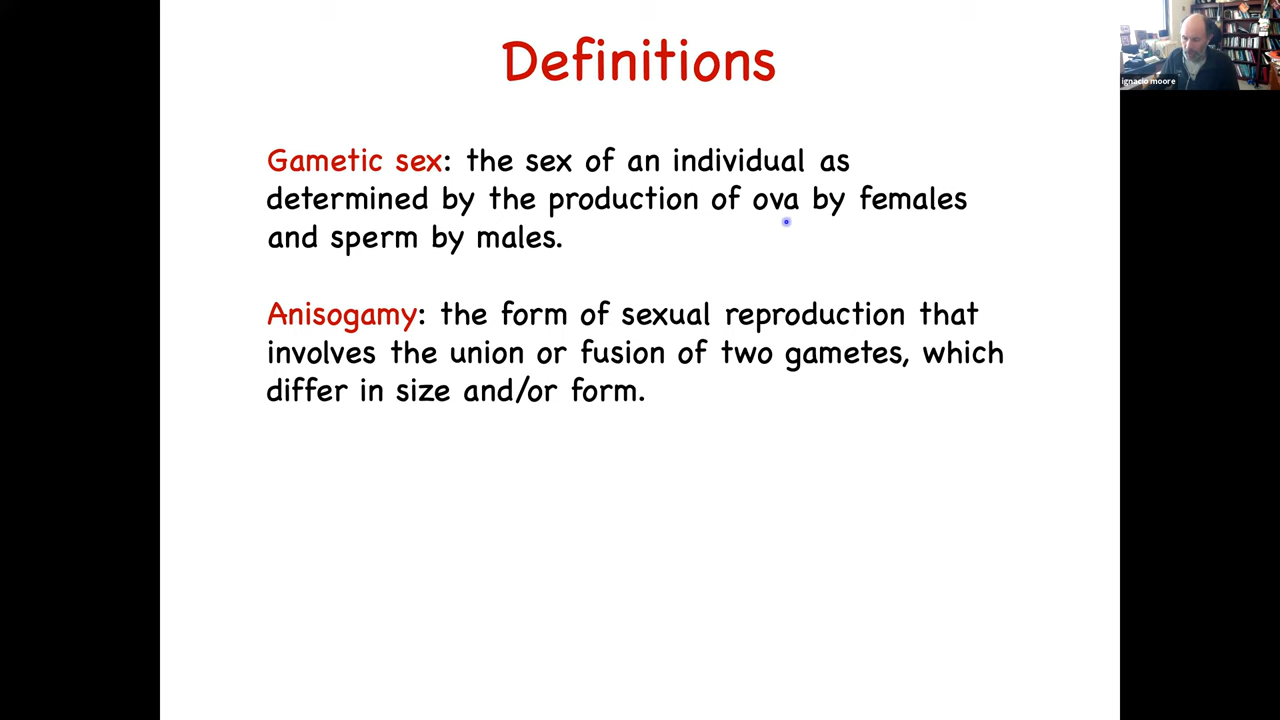 Definitions
ignacio moore
Gametic sex: the sex of an individual as
determined by the production of ova by females
and sperm by males.
Anisogamy: the form of sexual reproduction that
involves the union or fusion of two gametes, which
differ in size and/or form.